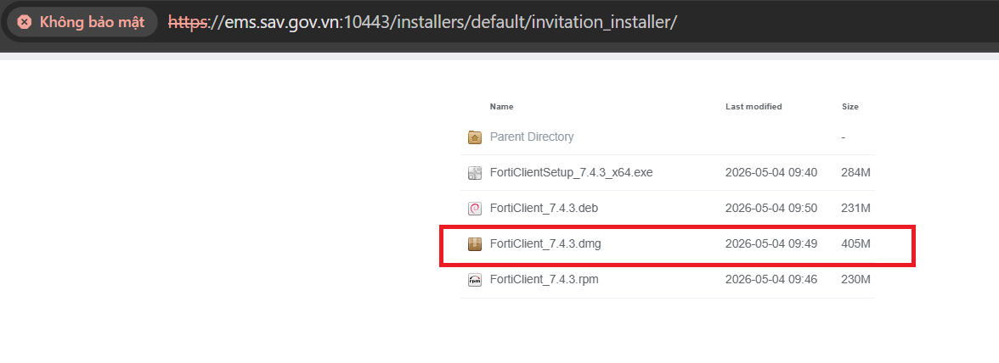 Không bảo mật https://ems.sav.gov.vn:10443/installers/default/invitation_installer/
Name Last modified Size
Parent Directory -
FortiClientSetup_7.4.3_x64.exe 2026-05-04 09:40 284M
FortiClient_7.4.3.deb 2026-05-04 09:50 231M
FortiClient_7.4.3.dmg 2026-05-04 09:49 405M
rpm FortiClient_7.4.3.rpm 2026-05-04 09:46 230M